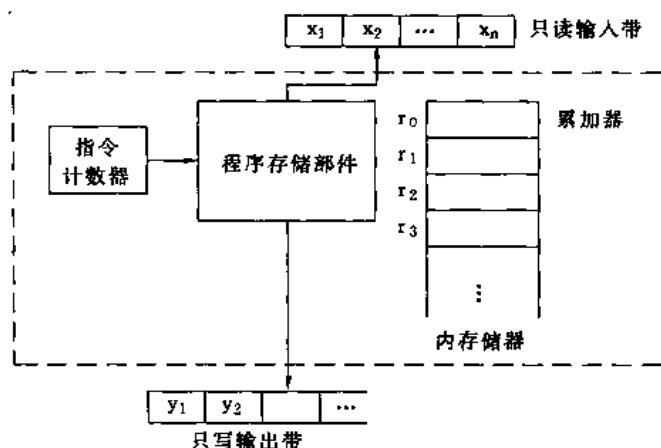 x₁ x₂ … xₙ 只读输入带
指令
计数器
程序存储部件
r₀ 累加器
r₁
r₂
r₃
⋮
内存储器
y₁ y₂ …
只写输出带